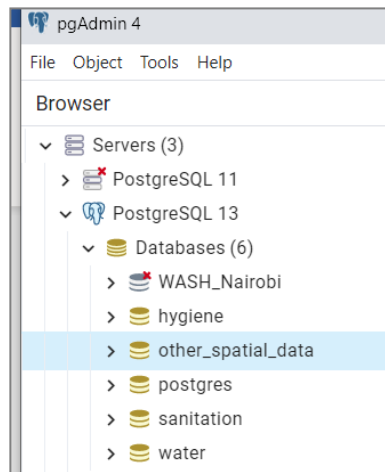 pgAdmin 4
File Object Tools Help
Browser
Servers (3)
PostgreSQL 11
PostgreSQL 13
Databases (6)
WASH_Nairobi
hygiene
other_spatial_data
postgres
sanitation
water